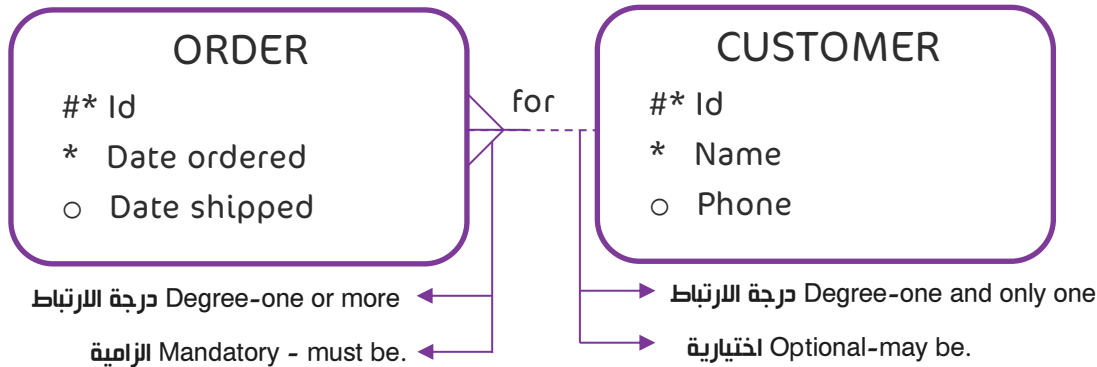 ORDER
#* Id
* Date ordered
o Date shipped
for
CUSTOMER
#* Id
* Name
o Phone
درجة الارتباط Degree-one or more
الزامية Mandatory - must be.
درجة الارتباط Degree-one and only one
اختيارية Optional-may be.